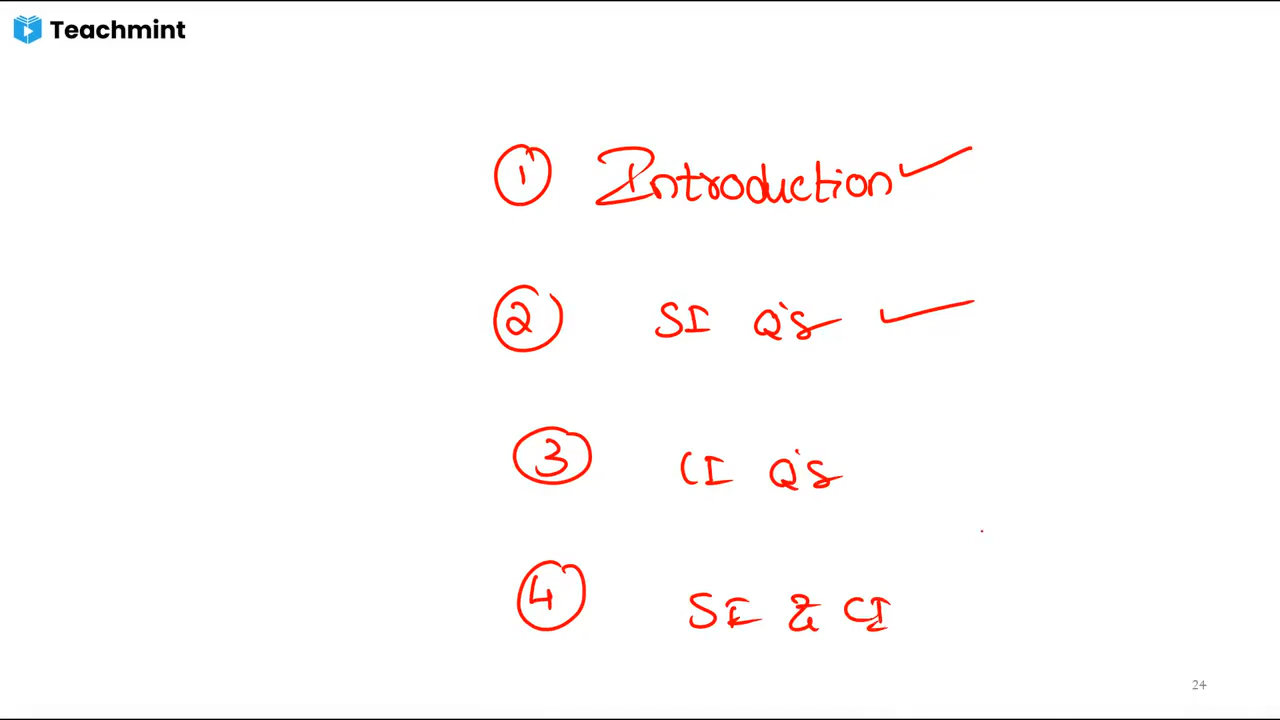 Teachmint
1 Introduction
2 SI Q's
3 CI Q's
4 SI & CI
24